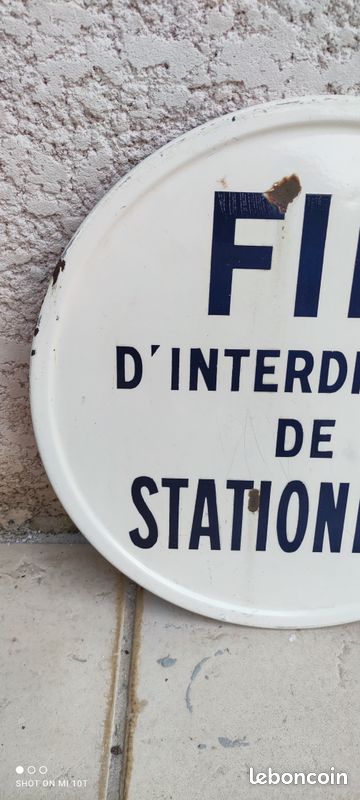 FI
D'INTERDI
DE
STATION
SHOT ON MI 10T
leboncoin